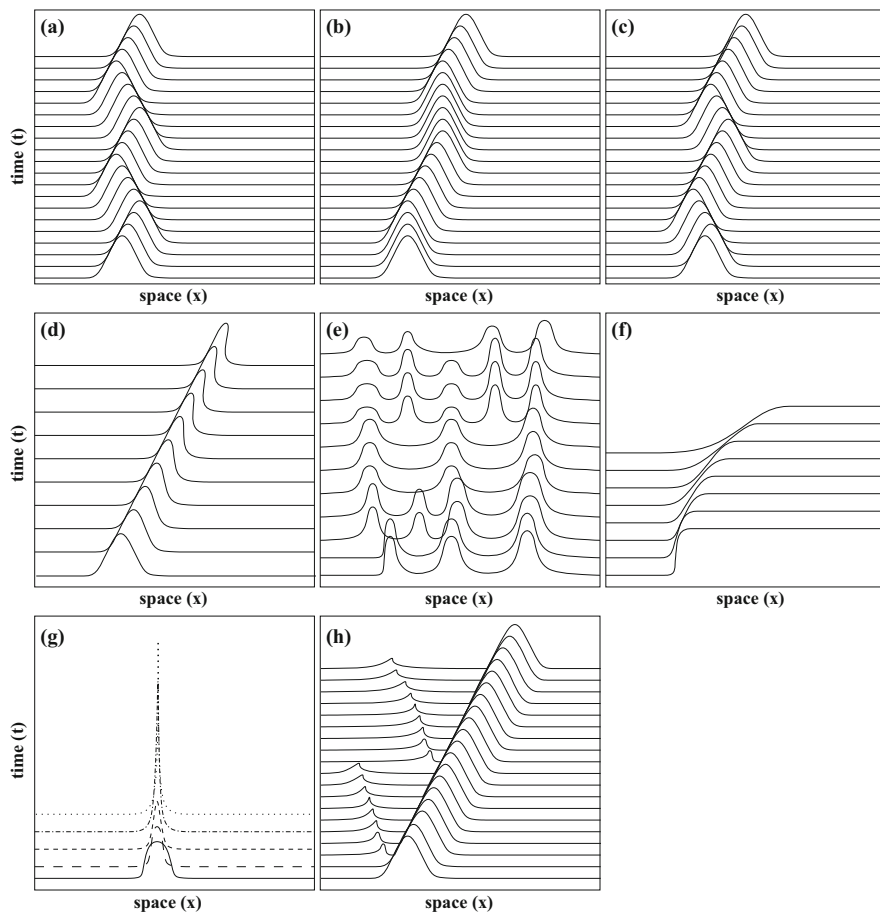 (a)
(b)
(c)
time (t)
space (x)
space (x)
space (x)
(d)
(e)
(f)
time (t)
space (x)
space (x)
space (x)
(g)
(h)
time (t)
space (x)
space (x)